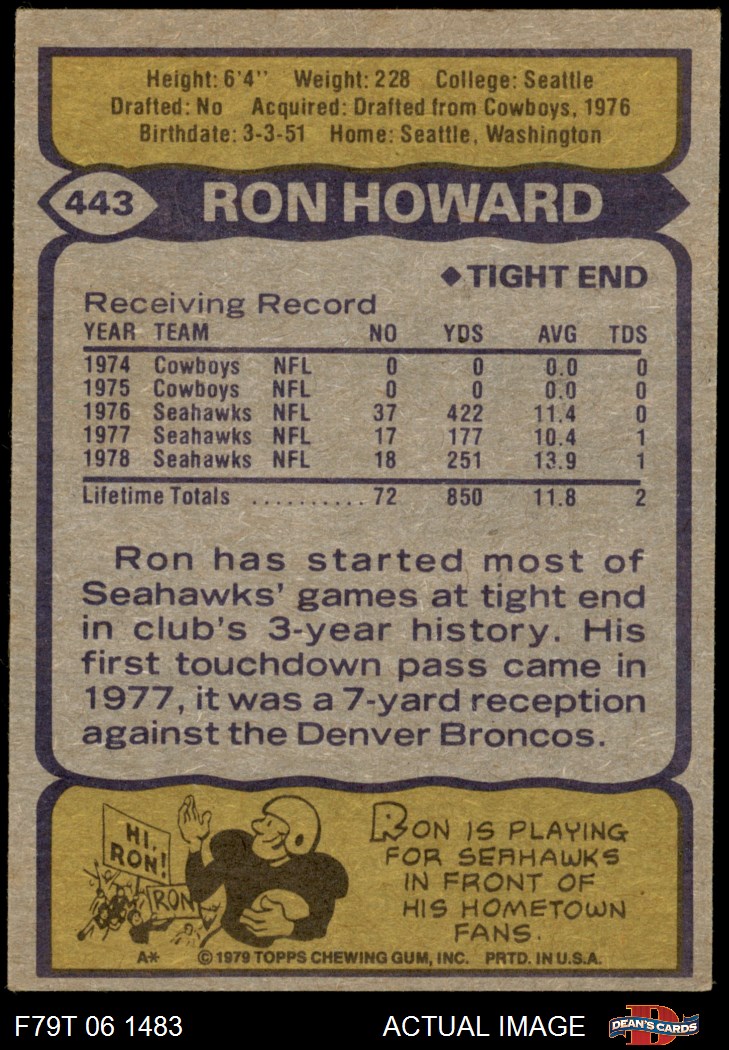 Height: 6'4" Weight: 228 College: Seattle
Drafted: No Acquired: Drafted from Cowboys, 1976
Birthdate: 3-3-51 Home: Seattle, Washington
443 RON HOWARD
◆TIGHT END
Receiving Record
YEAR TEAM NO YDS AVG TDS
1974 Cowboys NFL 0 0 0.0 0
1975 Cowboys NFL 0 0 0.0 0
1976 Seahawks NFL 37 422 11.4 0
1977 Seahawks NFL 17 177 10.4 1
1978 Seahawks NFL 18 251 13.9 1
Lifetime Totals .......... 72 850 11.8 2
Ron has started most of
Seahawks' games at tight end
in club's 3-year history. His
first touchdown pass came in
1977, it was a 7-yard reception
against the Denver Broncos.
HI,
RON!
RON
RON IS PLAYING
FOR SEAHAWKS
IN FRONT OF
HIS HOMETOWN
FANS.
A* © 1979 TOPPS CHEWING GUM, INC. PRTD. IN U.S.A.
F79T 06 1483 ACTUAL IMAGE D DEAN'S CARDS